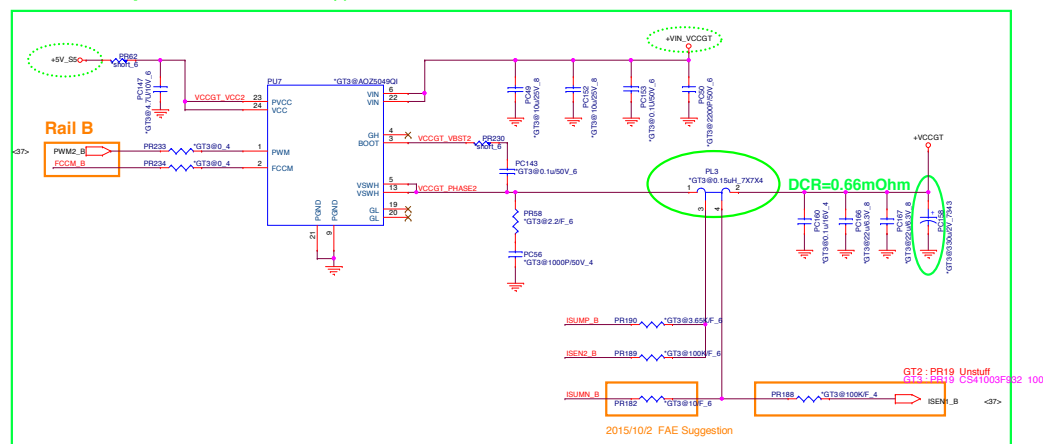 +5V_S5
PR62
short_6
PC147
*GT3@4.7U/10V_6
VCCGT_VCC2
PU7
*GT3@AOZ5049QI
23
PVCC
24
VCC
VIN
6
VIN
22
GH
4
BOOT
3
VCCGT_VBST2
PR230
short_6
PC143
*GT3@0.1u/50V_6
+VIN_VCCGT
PC49
*GT3@10u/25V_8
PC152
*GT3@10u/25V_8
PC153
*GT3@0.1U/50V_6
PC50
*GT3@2200P/50V_6
Rail B
<37>
PWM2_B
PR233
*GT3@0_4
1
PWM
FCCM_B
PR234
*GT3@0_4
2
FCCM
VSWH
5
VSWH
13
VCCGT_PHASE2
GL
19
GL
20
PGND
PGND
21
9
PR58
*GT3@2.2/F_6
PC56
*GT3@1000P/50V_4
PL3
*GT3@0.15uH_7X7X4
1
2
3
4
DCR=0.66mOhm
+VCCGT
PC160
*GT3@0.1u/16V_4
PC166
*GT3@22u/6.3V_8
PC167
*GT3@22u/6.3V_8
+
PC158
*GT3@330u/2V_7343
ISUMP_B
PR190
*GT3@3.65K/F_6
ISEN2_B
PR189
*GT3@100K/F_6
ISUMN_B
PR182
*GT3@10/F_6
PR188
*GT3@100K/F_4
ISEN1_B
<37>
GT2 : PR19 Unstuff
GT3 : PR19 CS41003F932 100
2015/10/2 FAE Suggestion